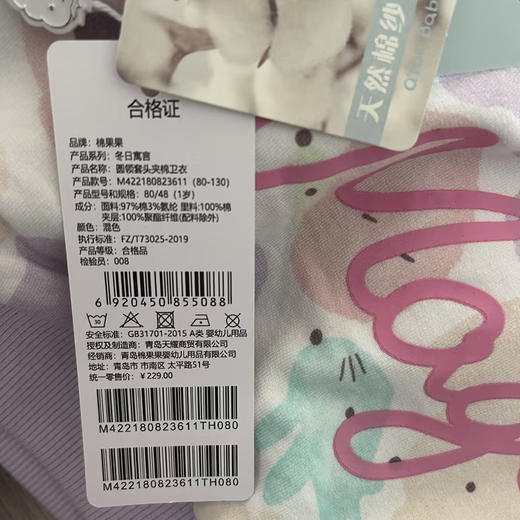 天然棉纱
合格证
品牌：棉果果
产品系列：冬日寓言
产品名称：圆领套头夹棉卫衣
产品款号：M422180823611（80-130）
产品型号和规格：80/48（1岁）
成分：面料:97%棉3%氨纶 里料:100%棉
夹层:100%聚酯纤维(配料除外)
颜色：混色
执行标准：FZ/T73025-2019
产品等级：合格品
检验员：008
6 920450 855088
安全标准：GB31701-2015 A类 婴幼儿用品
授权及制造商：青岛天耀商贸有限公司
经销商：青岛棉果果婴幼儿用品有限公司
地址：青岛市 市南区 太平路51号
统一零售价：￥229.00
M422180823611TH080
M422180823611TH080